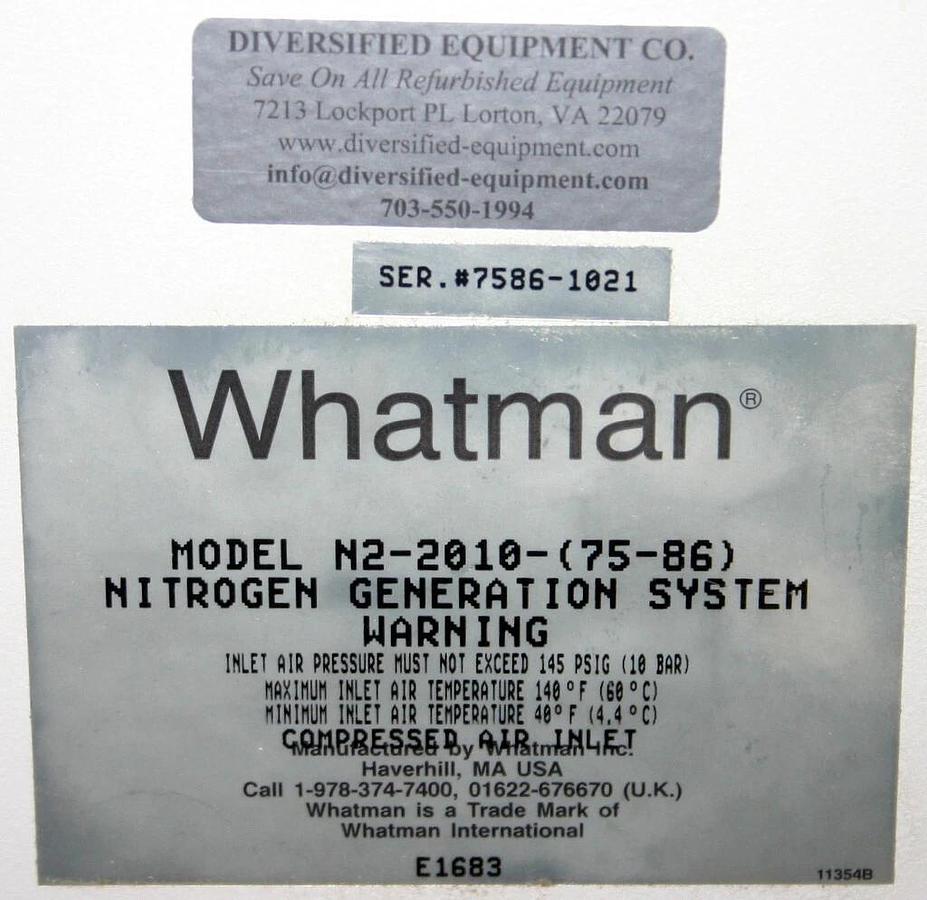 DIVERSIFIED EQUIPMENT CO.
Save On All Refurbished Equipment
7213 Lockport PL Lorton, VA 22079
www.diversified-equipment.com
info@diversified-equipment.com
703-550-1994
SER.#7586-1021
Whatman®
MODEL N2-2010-(75-86)
NITROGEN GENERATION SYSTEM
WARNING
INLET AIR PRESSURE MUST NOT EXCEED 145 PSIG (10 BAR)
MAXIMUM INLET AIR TEMPERATURE 140°F (60°C)
MINIMUM INLET AIR TEMPERATURE 40°F (4.4°C)
COMPRESSED AIR INLET
Manufactured by Whatman Inc.
Haverhill, MA USA
Call 1-978-374-7400, 01622-676670 (U.K.)
Whatman is a Trade Mark of
Whatman International
E1683
11354B